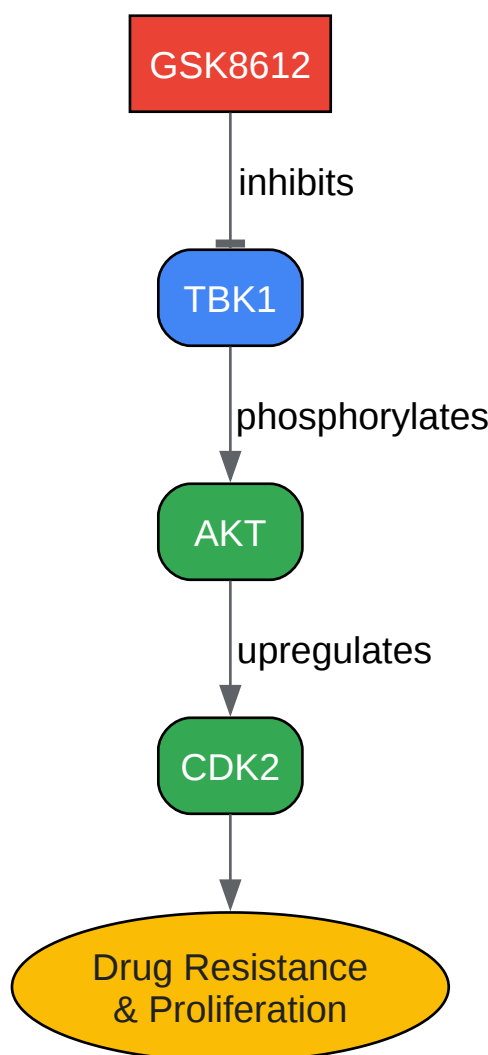 GSK8612
inhibits
TBK1
phosphorylates
AKT
upregulates
CDK2
Drug Resistance
& Proliferation